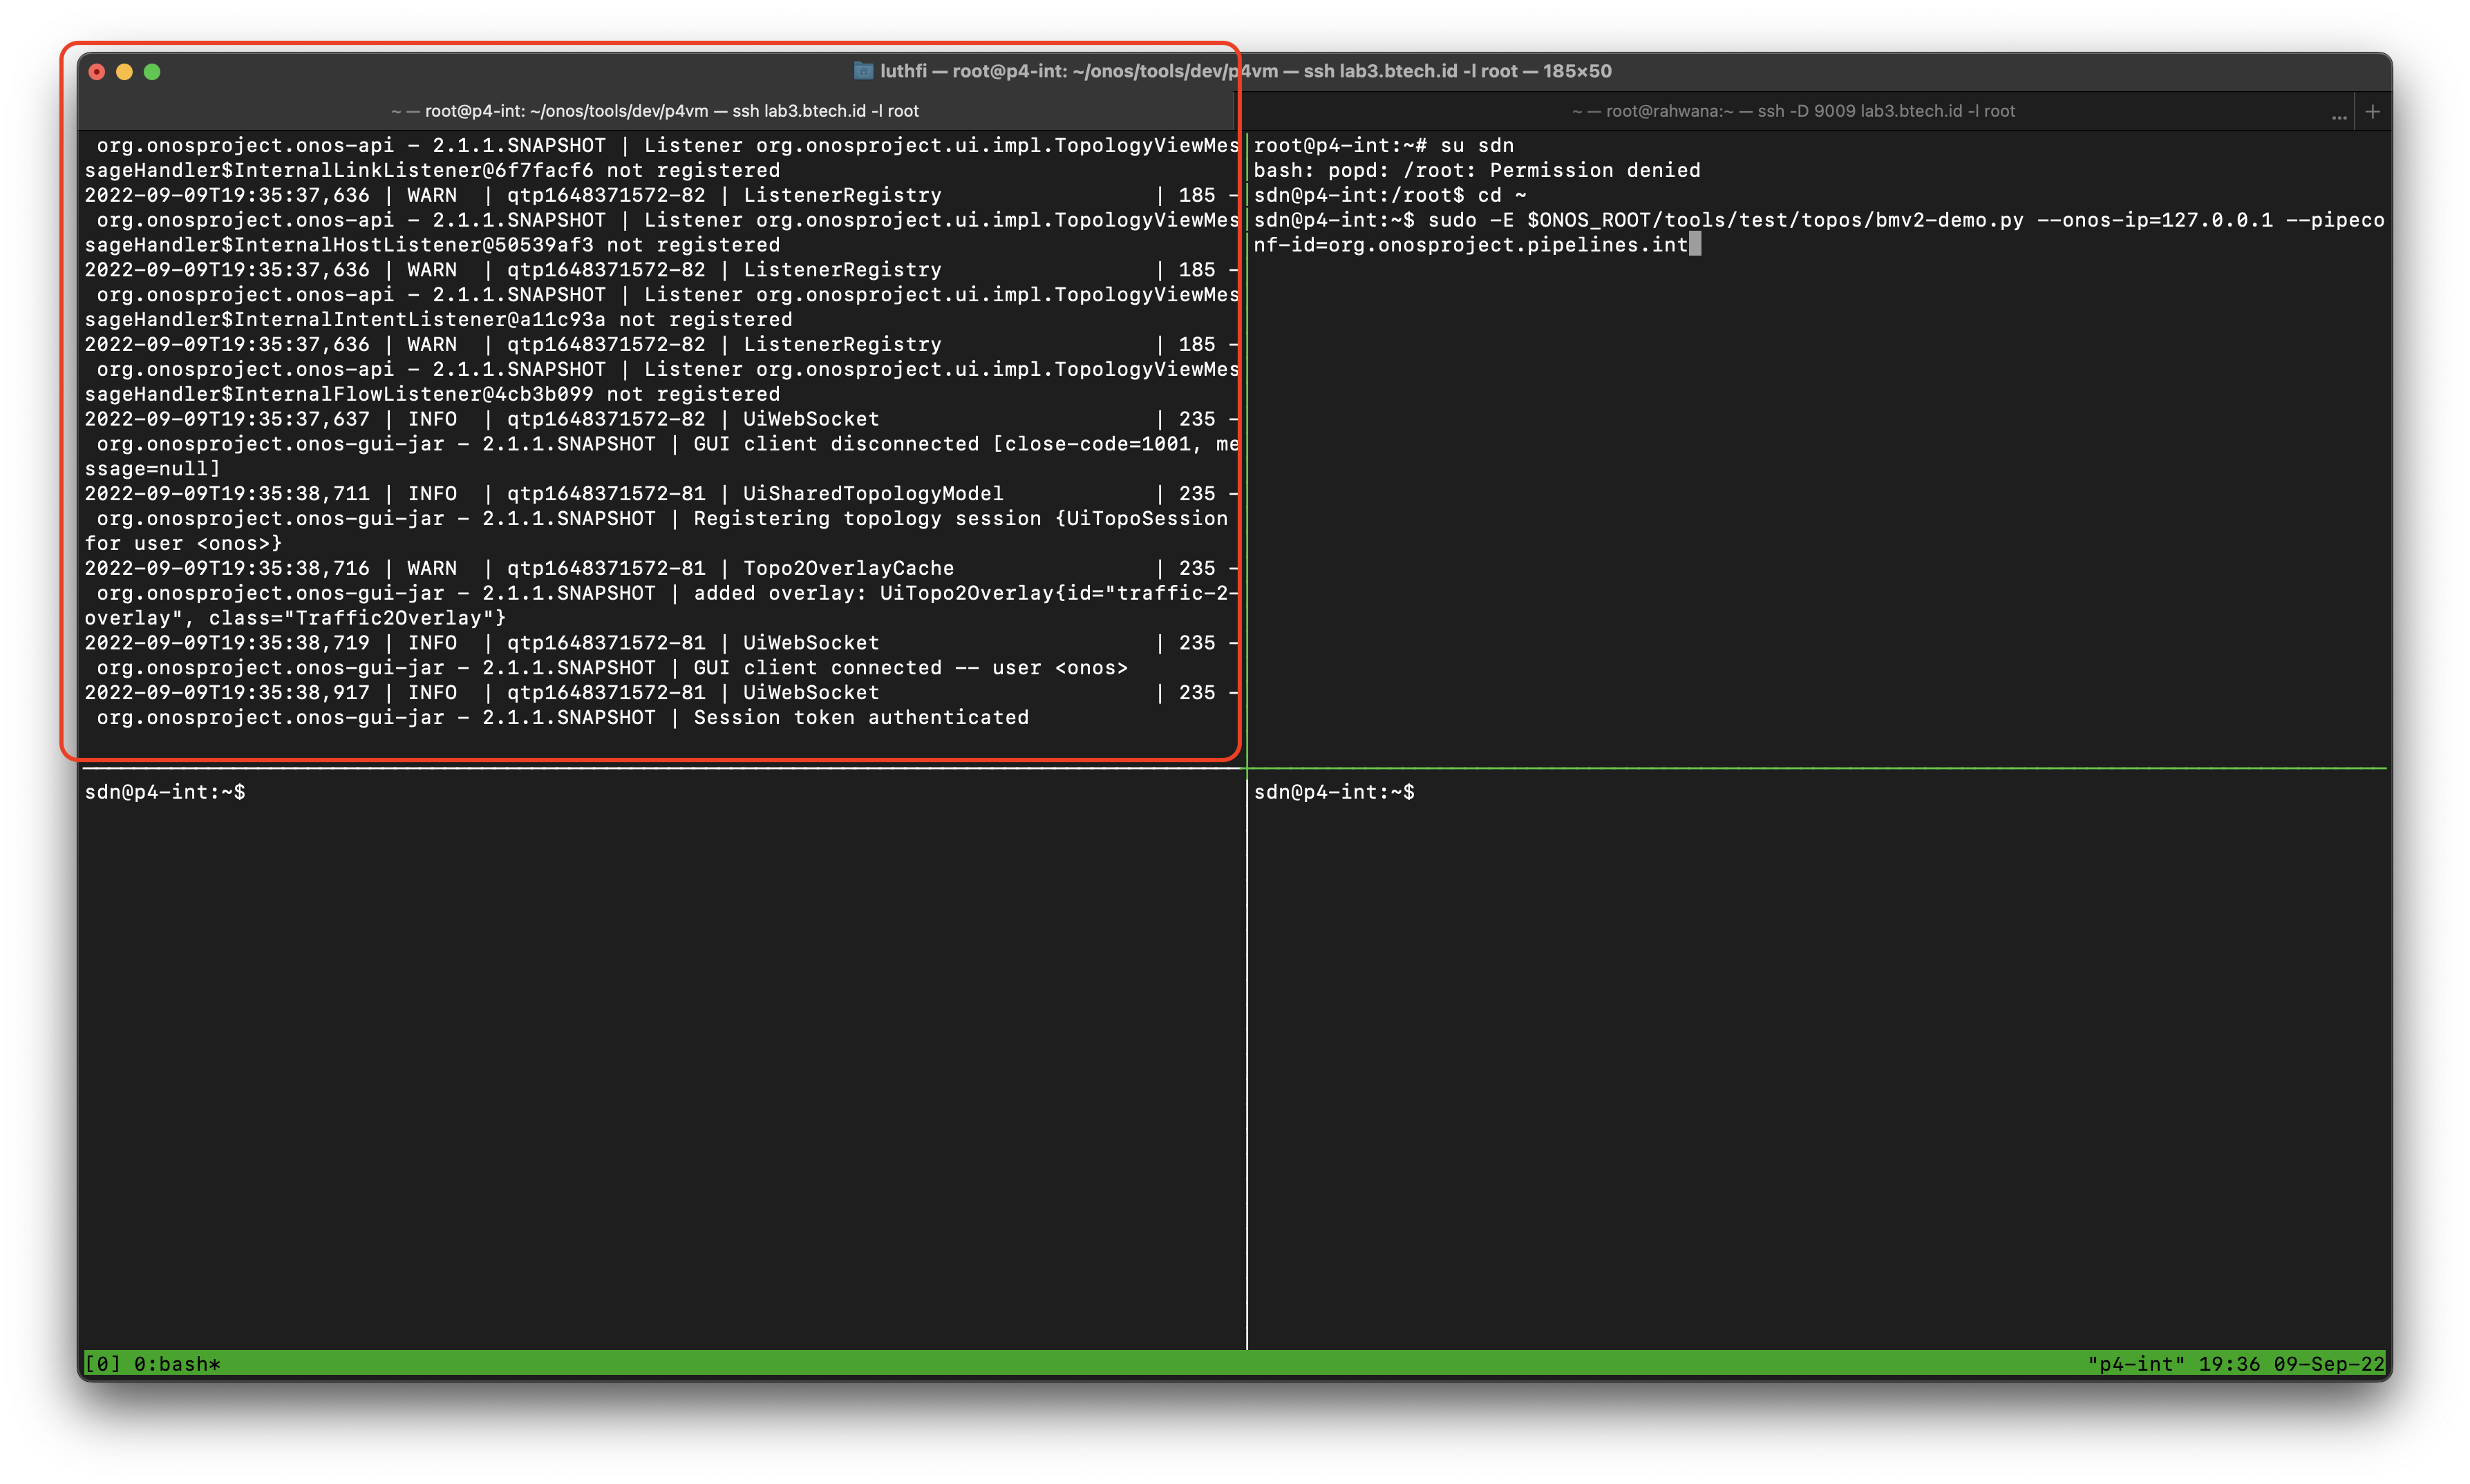 luthfi — root@p4-int: ~/onos/tools/dev/p4vm — ssh lab3.btech.id -l root — 185×50
~ — root@p4-int: ~/onos/tools/dev/p4vm — ssh lab3.btech.id -l root
~ — root@rahwana:~ — ssh -D 9009 lab3.btech.id -l root
... +
org.onosproject.onos-api - 2.1.1.SNAPSHOT | Listener org.onosproject.ui.impl.TopologyViewMes
sageHandler$InternalLinkListener@6f7facf6 not registered
2022-09-09T19:35:37,636 | WARN  | qtp1648371572-82 | ListenerRegistry                 | 185 -
org.onosproject.onos-api - 2.1.1.SNAPSHOT | Listener org.onosproject.ui.impl.TopologyViewMes
sageHandler$InternalHostListener@50539af3 not registered
2022-09-09T19:35:37,636 | WARN  | qtp1648371572-82 | ListenerRegistry                 | 185 -
org.onosproject.onos-api - 2.1.1.SNAPSHOT | Listener org.onosproject.ui.impl.TopologyViewMes
sageHandler$InternalIntentListener@a11c93a not registered
2022-09-09T19:35:37,636 | WARN  | qtp1648371572-82 | ListenerRegistry                 | 185 -
org.onosproject.onos-api - 2.1.1.SNAPSHOT | Listener org.onosproject.ui.impl.TopologyViewMes
sageHandler$InternalFlowListener@4cb3b099 not registered
2022-09-09T19:35:37,637 | INFO  | qtp1648371572-82 | UiWebSocket                      | 235 -
org.onosproject.onos-gui-jar - 2.1.1.SNAPSHOT | GUI client disconnected [close-code=1001, me
ssage=null]
2022-09-09T19:35:38,711 | INFO  | qtp1648371572-81 | UiSharedTopologyModel            | 235 -
org.onosproject.onos-gui-jar - 2.1.1.SNAPSHOT | Registering topology session {UiTopoSession
for user <onos>}
2022-09-09T19:35:38,716 | WARN  | qtp1648371572-81 | Topo2OverlayCache                | 235 -
org.onosproject.onos-gui-jar - 2.1.1.SNAPSHOT | added overlay: UiTopo2Overlay{id="traffic-2-
overlay", class="Traffic2Overlay"}
2022-09-09T19:35:38,719 | INFO  | qtp1648371572-81 | UiWebSocket                      | 235 -
org.onosproject.onos-gui-jar - 2.1.1.SNAPSHOT | GUI client connected -- user <onos>
2022-09-09T19:35:38,917 | INFO  | qtp1648371572-81 | UiWebSocket                      | 235 -
org.onosproject.onos-gui-jar - 2.1.1.SNAPSHOT | Session token authenticated
root@p4-int:~# su sdn
bash: popd: /root: Permission denied
sdn@p4-int:/root$ cd ~
sdn@p4-int:~$ sudo -E $ONOS_ROOT/tools/test/topos/bmv2-demo.py --onos-ip=127.0.0.1 --pipeco
nf-id=org.onosproject.pipelines.int
sdn@p4-int:~$
sdn@p4-int:~$
[0] 0:bash*
"p4-int" 19:36 09-Sep-22